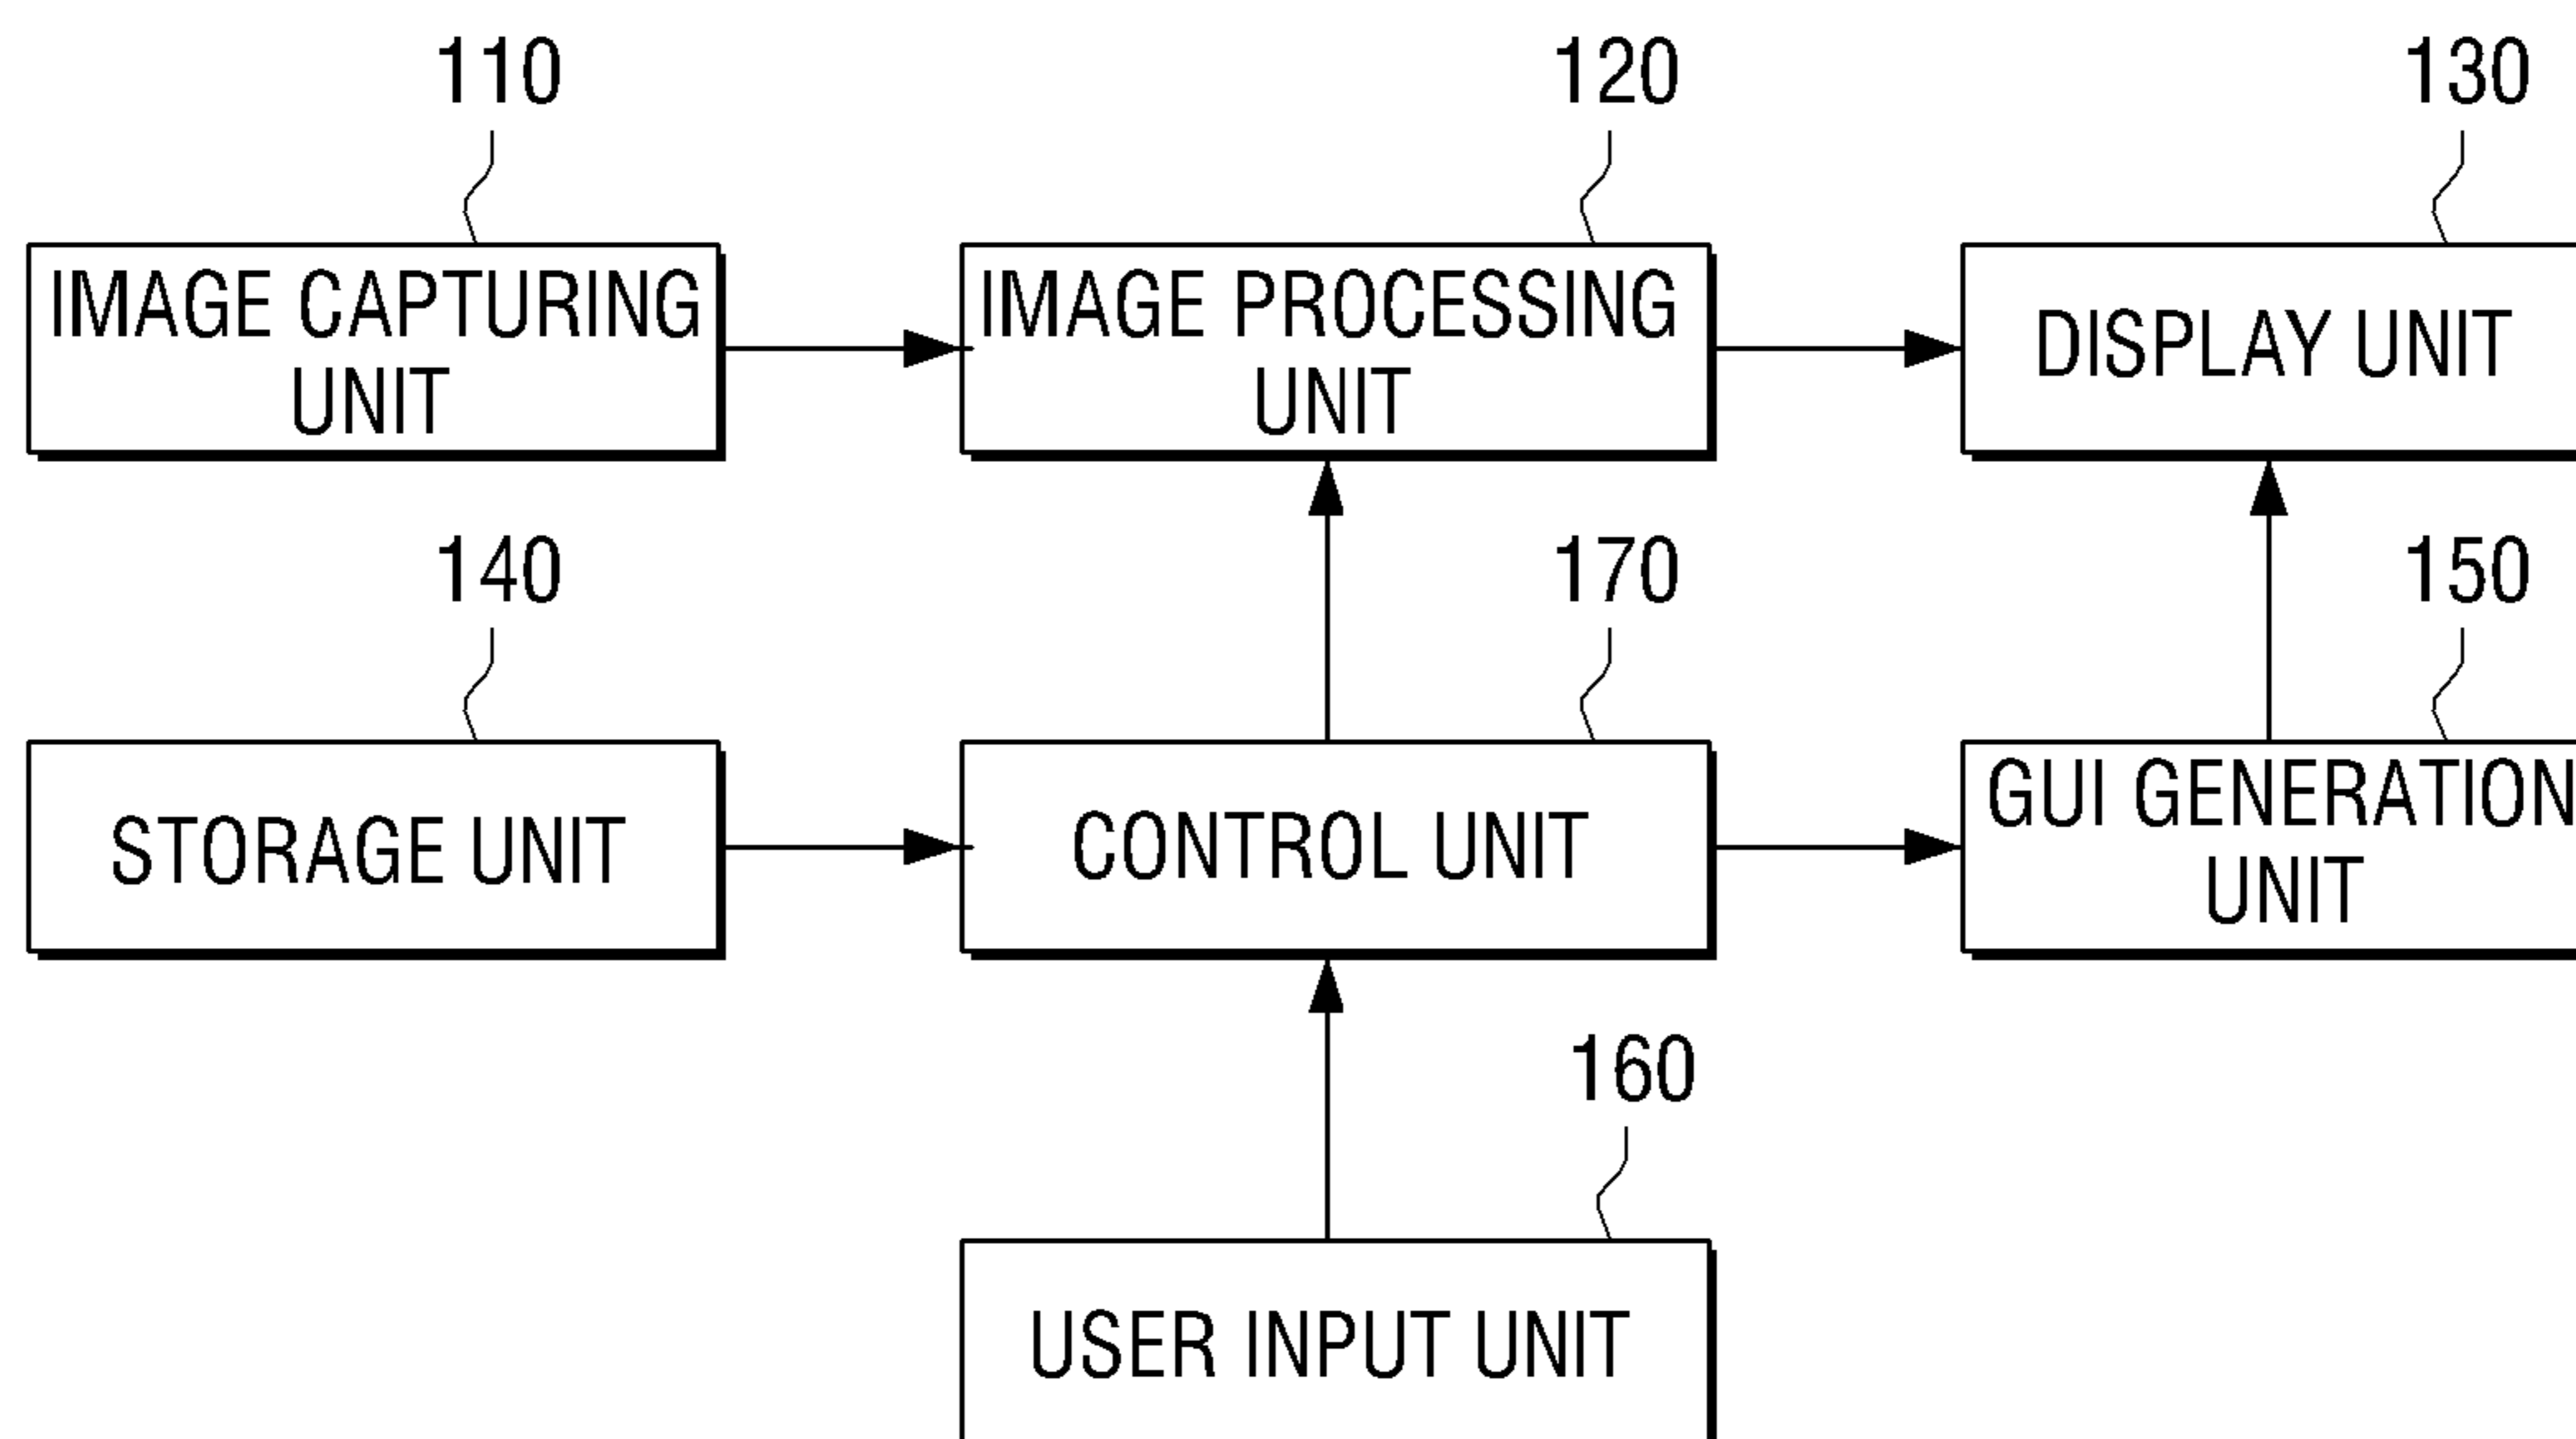 110
120
130
IMAGE CAPTURING
UNIT
IMAGE PROCESSING
UNIT
DISPLAY UNIT
140
170
150
STORAGE UNIT
CONTROL UNIT
GUI GENERATION
UNIT
160
USER INPUT UNIT